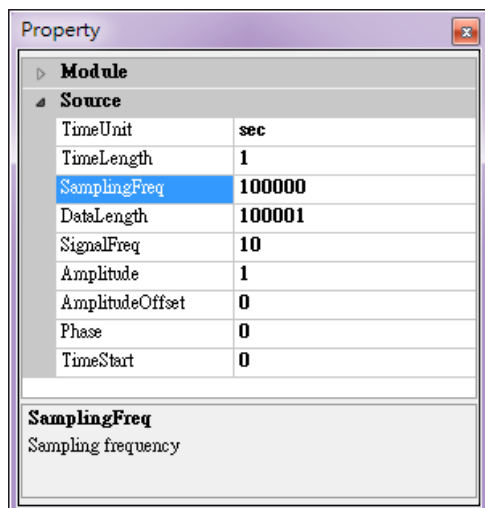 Property
Module
Source
TimeUnit sec
TimeLength 1
SamplingFreq 100000
DataLength 100001
SignalFreq 10
Amplitude 1
AmplitudeOffset 0
Phase 0
TimeStart 0
SamplingFreq
Sampling frequency